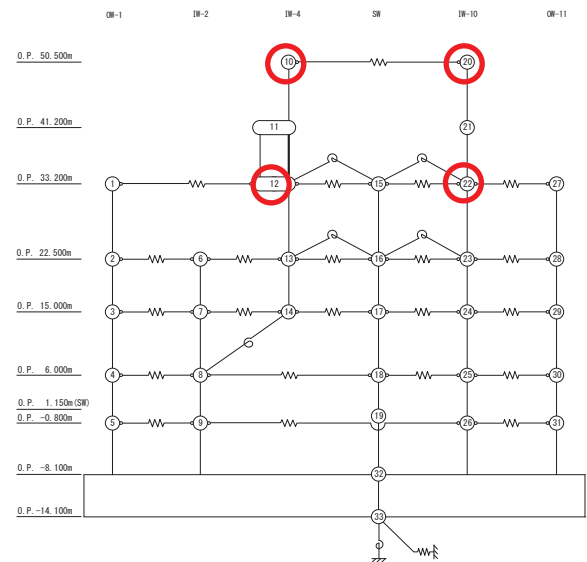 OW-1 IW-2 IW-4 SW IW-10 OW-11
O.P. 50.500m 10 20
O.P. 41.200m 11 21
O.P. 33.200m 1 12 15 22 27
O.P. 22.500m 2 6 13 16 23 28
O.P. 15.000m 3 7 14 17 24 29
O.P. 6.000m 4 8 18 25 30
O.P. 1.150m(SW) 19
O.P. -0.800m 5 9 26 31
O.P. -8.100m 32
O.P.-14.100m 33